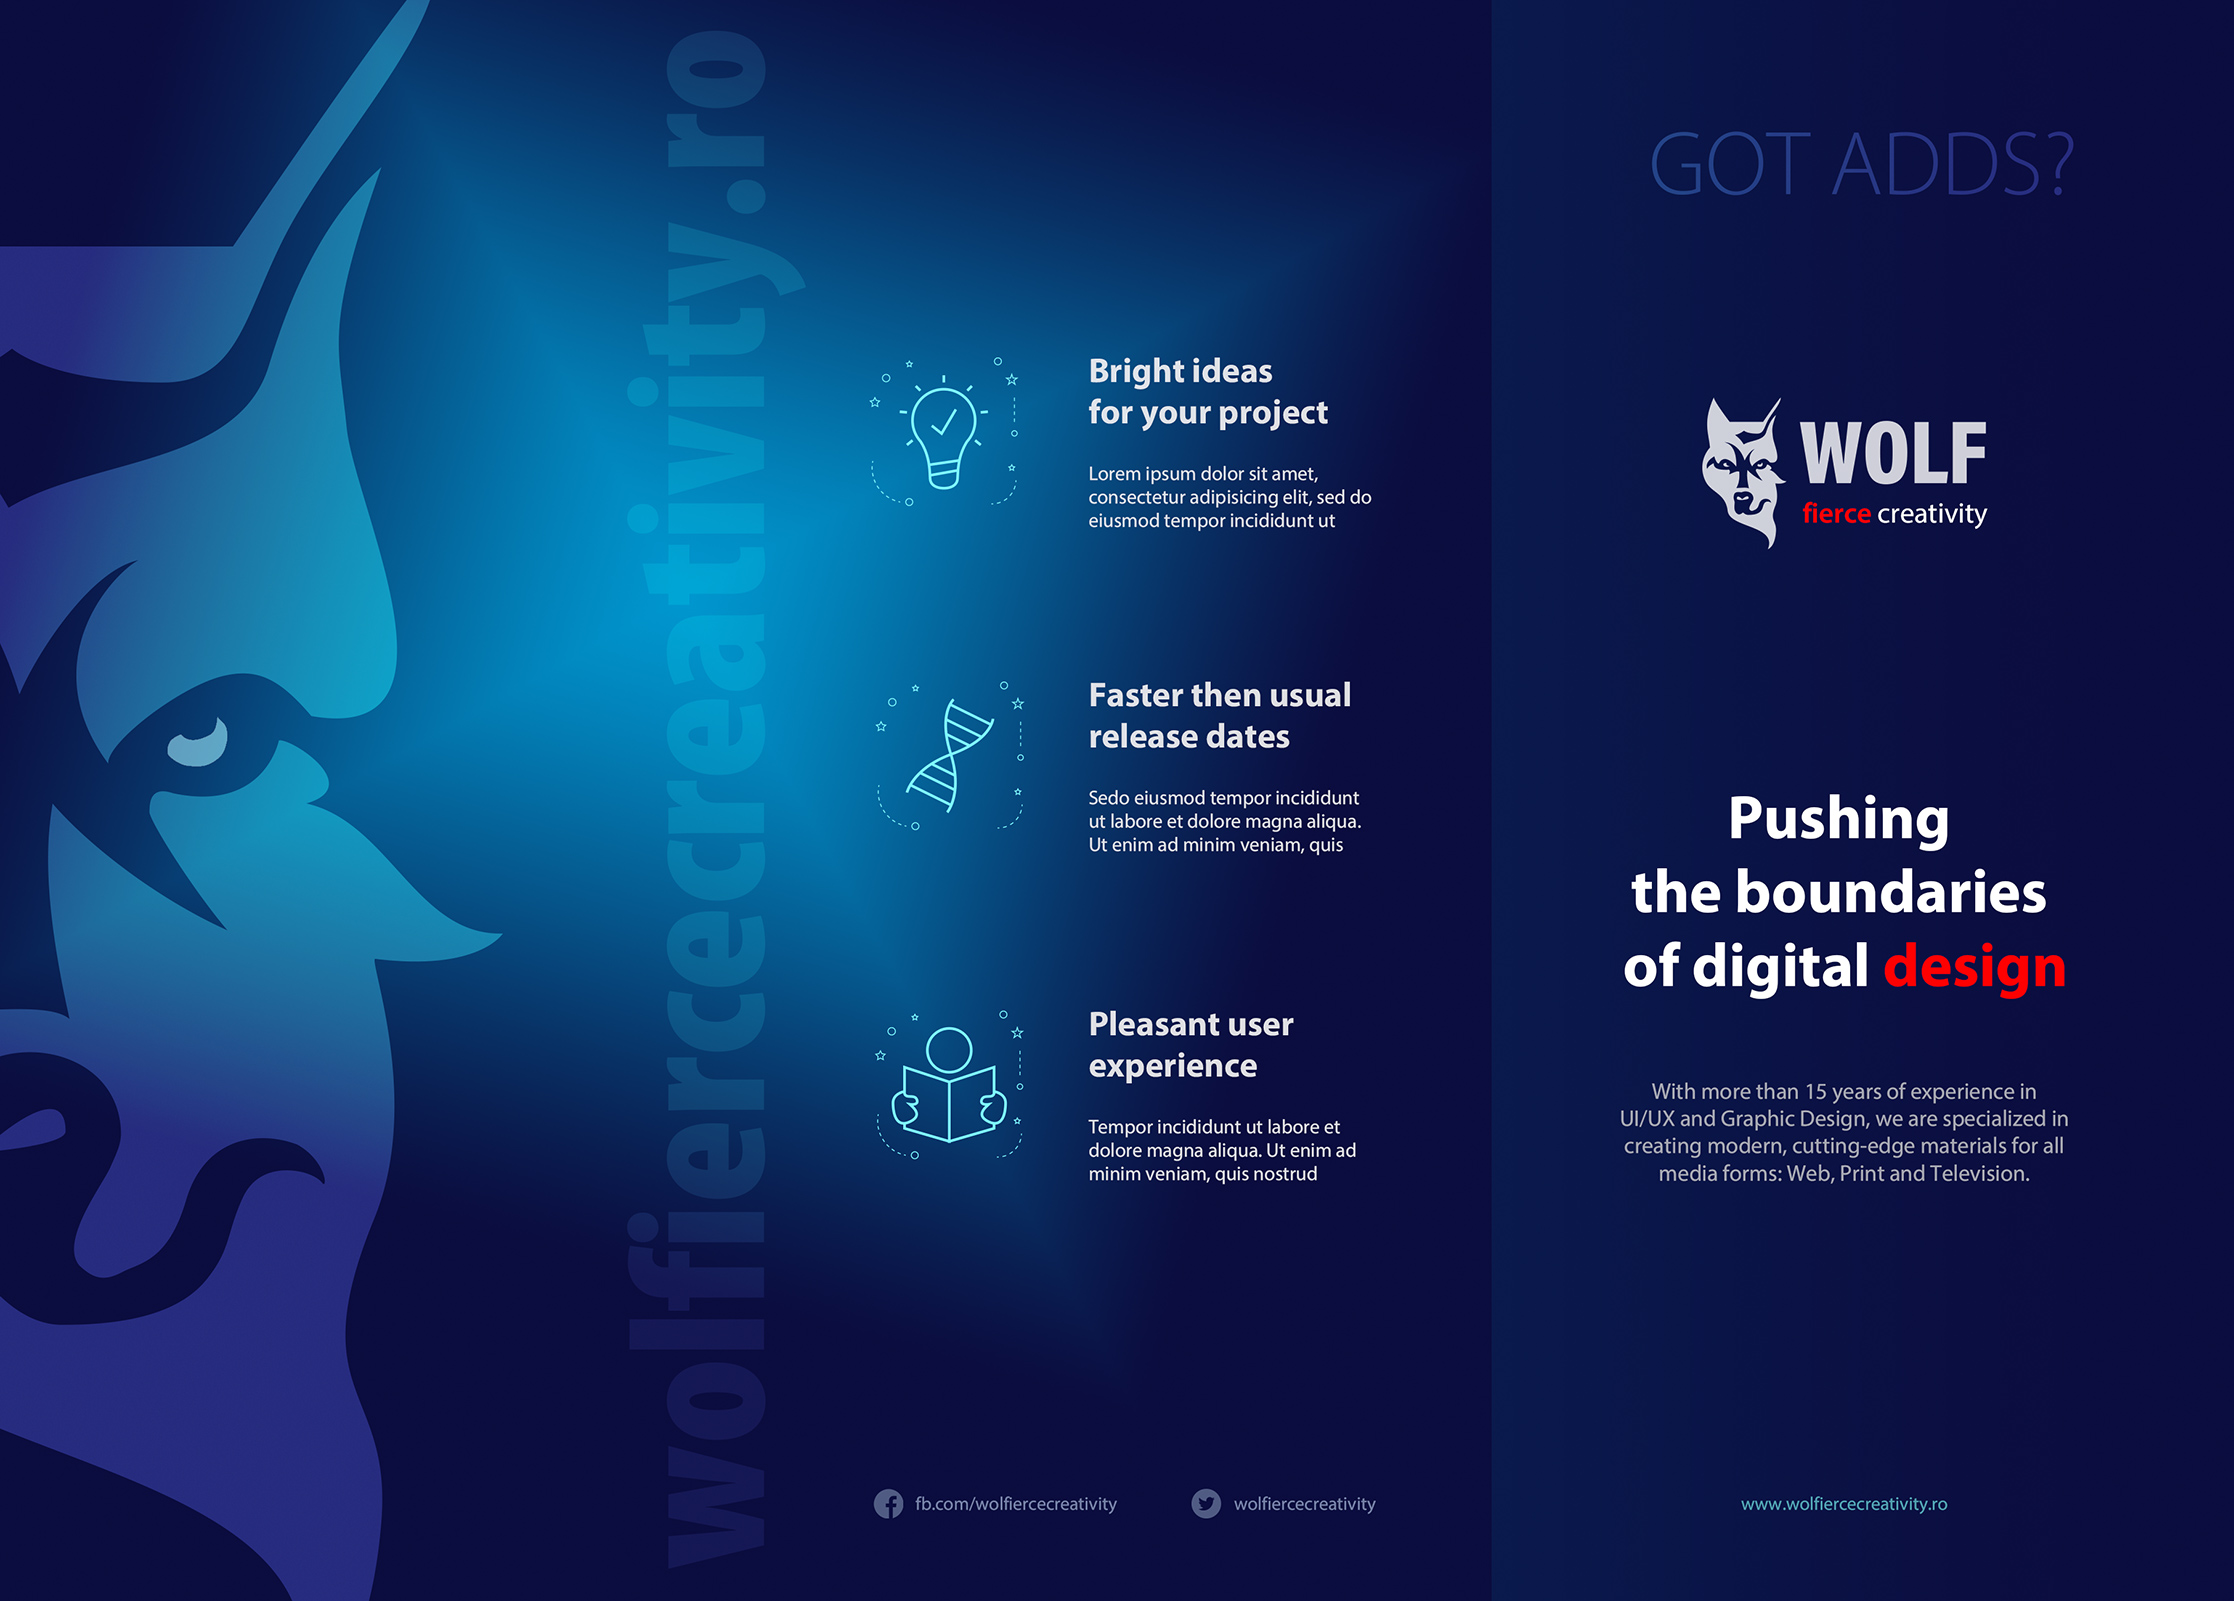 wolfiercecreativity.ro
Bright ideas
for your project
Lorem ipsum dolor sit amet,
consectetur adipisicing elit, sed do
eiusmod tempor incididunt ut
Faster then usual
release dates
Sedo eiusmod tempor incididunt
ut labore et dolore magna aliqua.
Ut enim ad minim veniam, quis
Pleasant user
experience
Tempor incididunt ut labore et
dolore magna aliqua. Ut enim ad
minim veniam, quis nostrud
fb.com/wolfiercecreativity
wolfiercecreativity
GOT ADDS?
WOLF
fierce creativity
Pushing
the boundaries
of digital design
With more than 15 years of experience in
UI/UX and Graphic Design, we are specialized in
creating modern, cutting-edge materials for all
media forms: Web, Print and Television.
www.wolfiercecreativity.ro